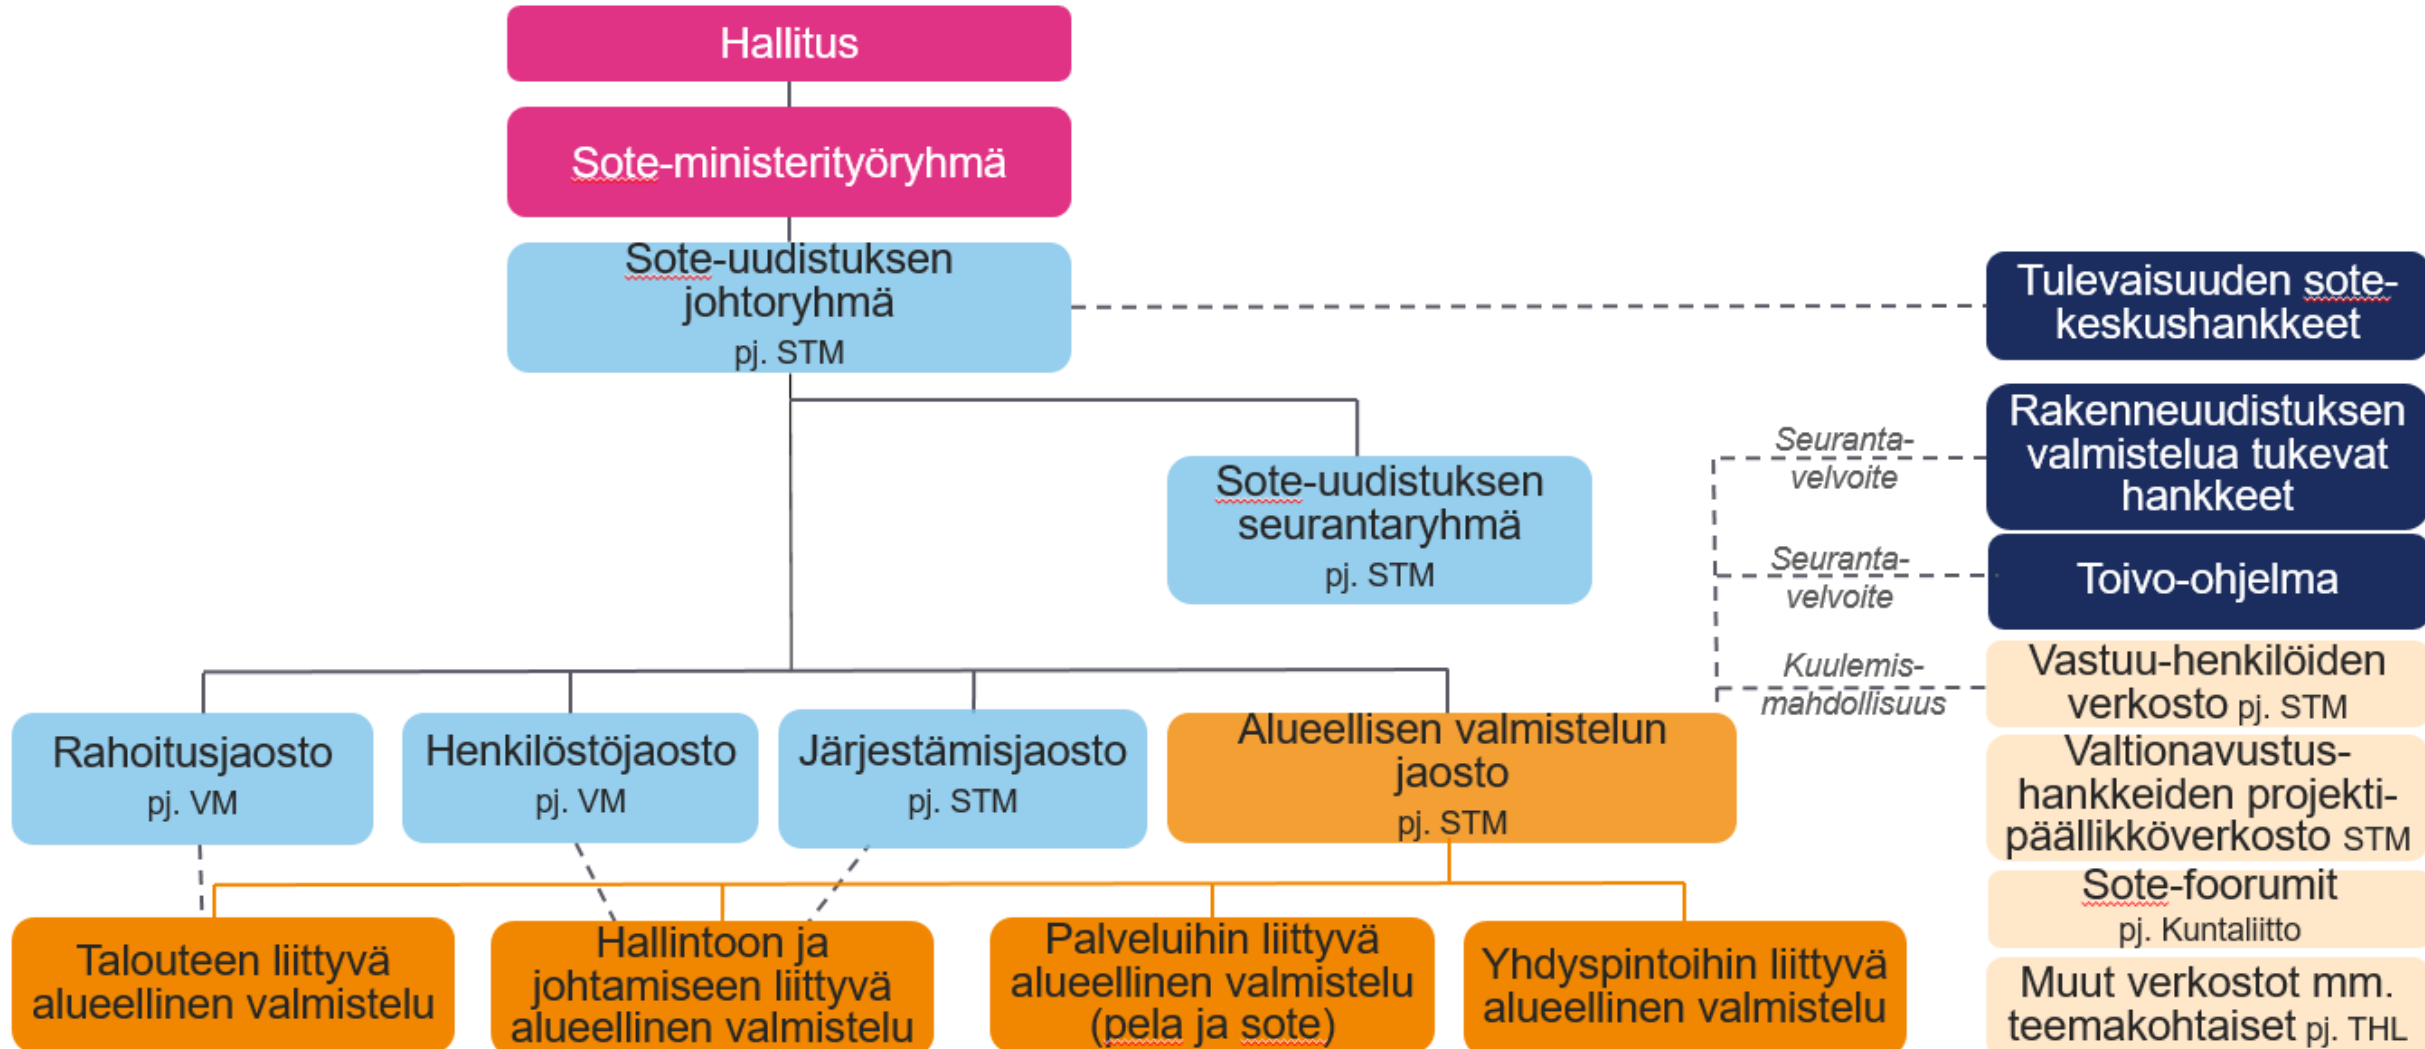 Hallitus
Sote-ministerityöryhmä
Sote-uudistuksen
johtoryhmä
pj. STM
Tulevaisuuden sote-
keskushankkeet
Rakenneuudistuksen
valmistelua tukevat
hankkeet
Seuranta-
velvoite
Sote-uudistuksen
seurantaryhmä
pj. STM
Seuranta-
velvoite
Toivo-ohjelma
Kuulemis-
mahdollisuus
Vastuu-henkilöiden
verkosto pj. STM
Rahoitusjaosto
pj. VM
Henkilöstöjaosto
pj. VM
Järjestämisjaosto
pj. STM
Alueellisen valmistelun
jaosto
pj. STM
Valtionavustus-
hankkeiden projekti-
päällikköverkosto STM
Sote-foorumit
pj. Kuntaliitto
Talouteen liittyvä
alueellinen valmistelu
Hallintoon ja
johtamiseen liittyvä
alueellinen valmistelu
Palveluihin liittyvä
alueellinen valmistelu
(pela ja sote)
Yhdyspintoihin liittyvä
alueellinen valmistelu
Muut verkostot mm.
teemakohtaiset pj. THL